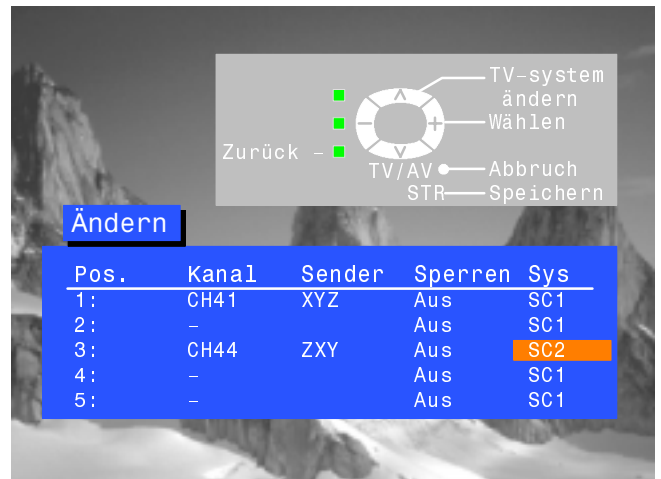 TV-system
ändern
Wählen
Zurück -
TV/AV Abbruch
STR Speichern
Ändern
Pos. Kanal Sender Sperren Sys
1: CH41 XYZ Aus SC1
2: - Aus SC1
3: CH44 ZXY Aus SC2
4: - Aus SC1
5: - Aus SC1